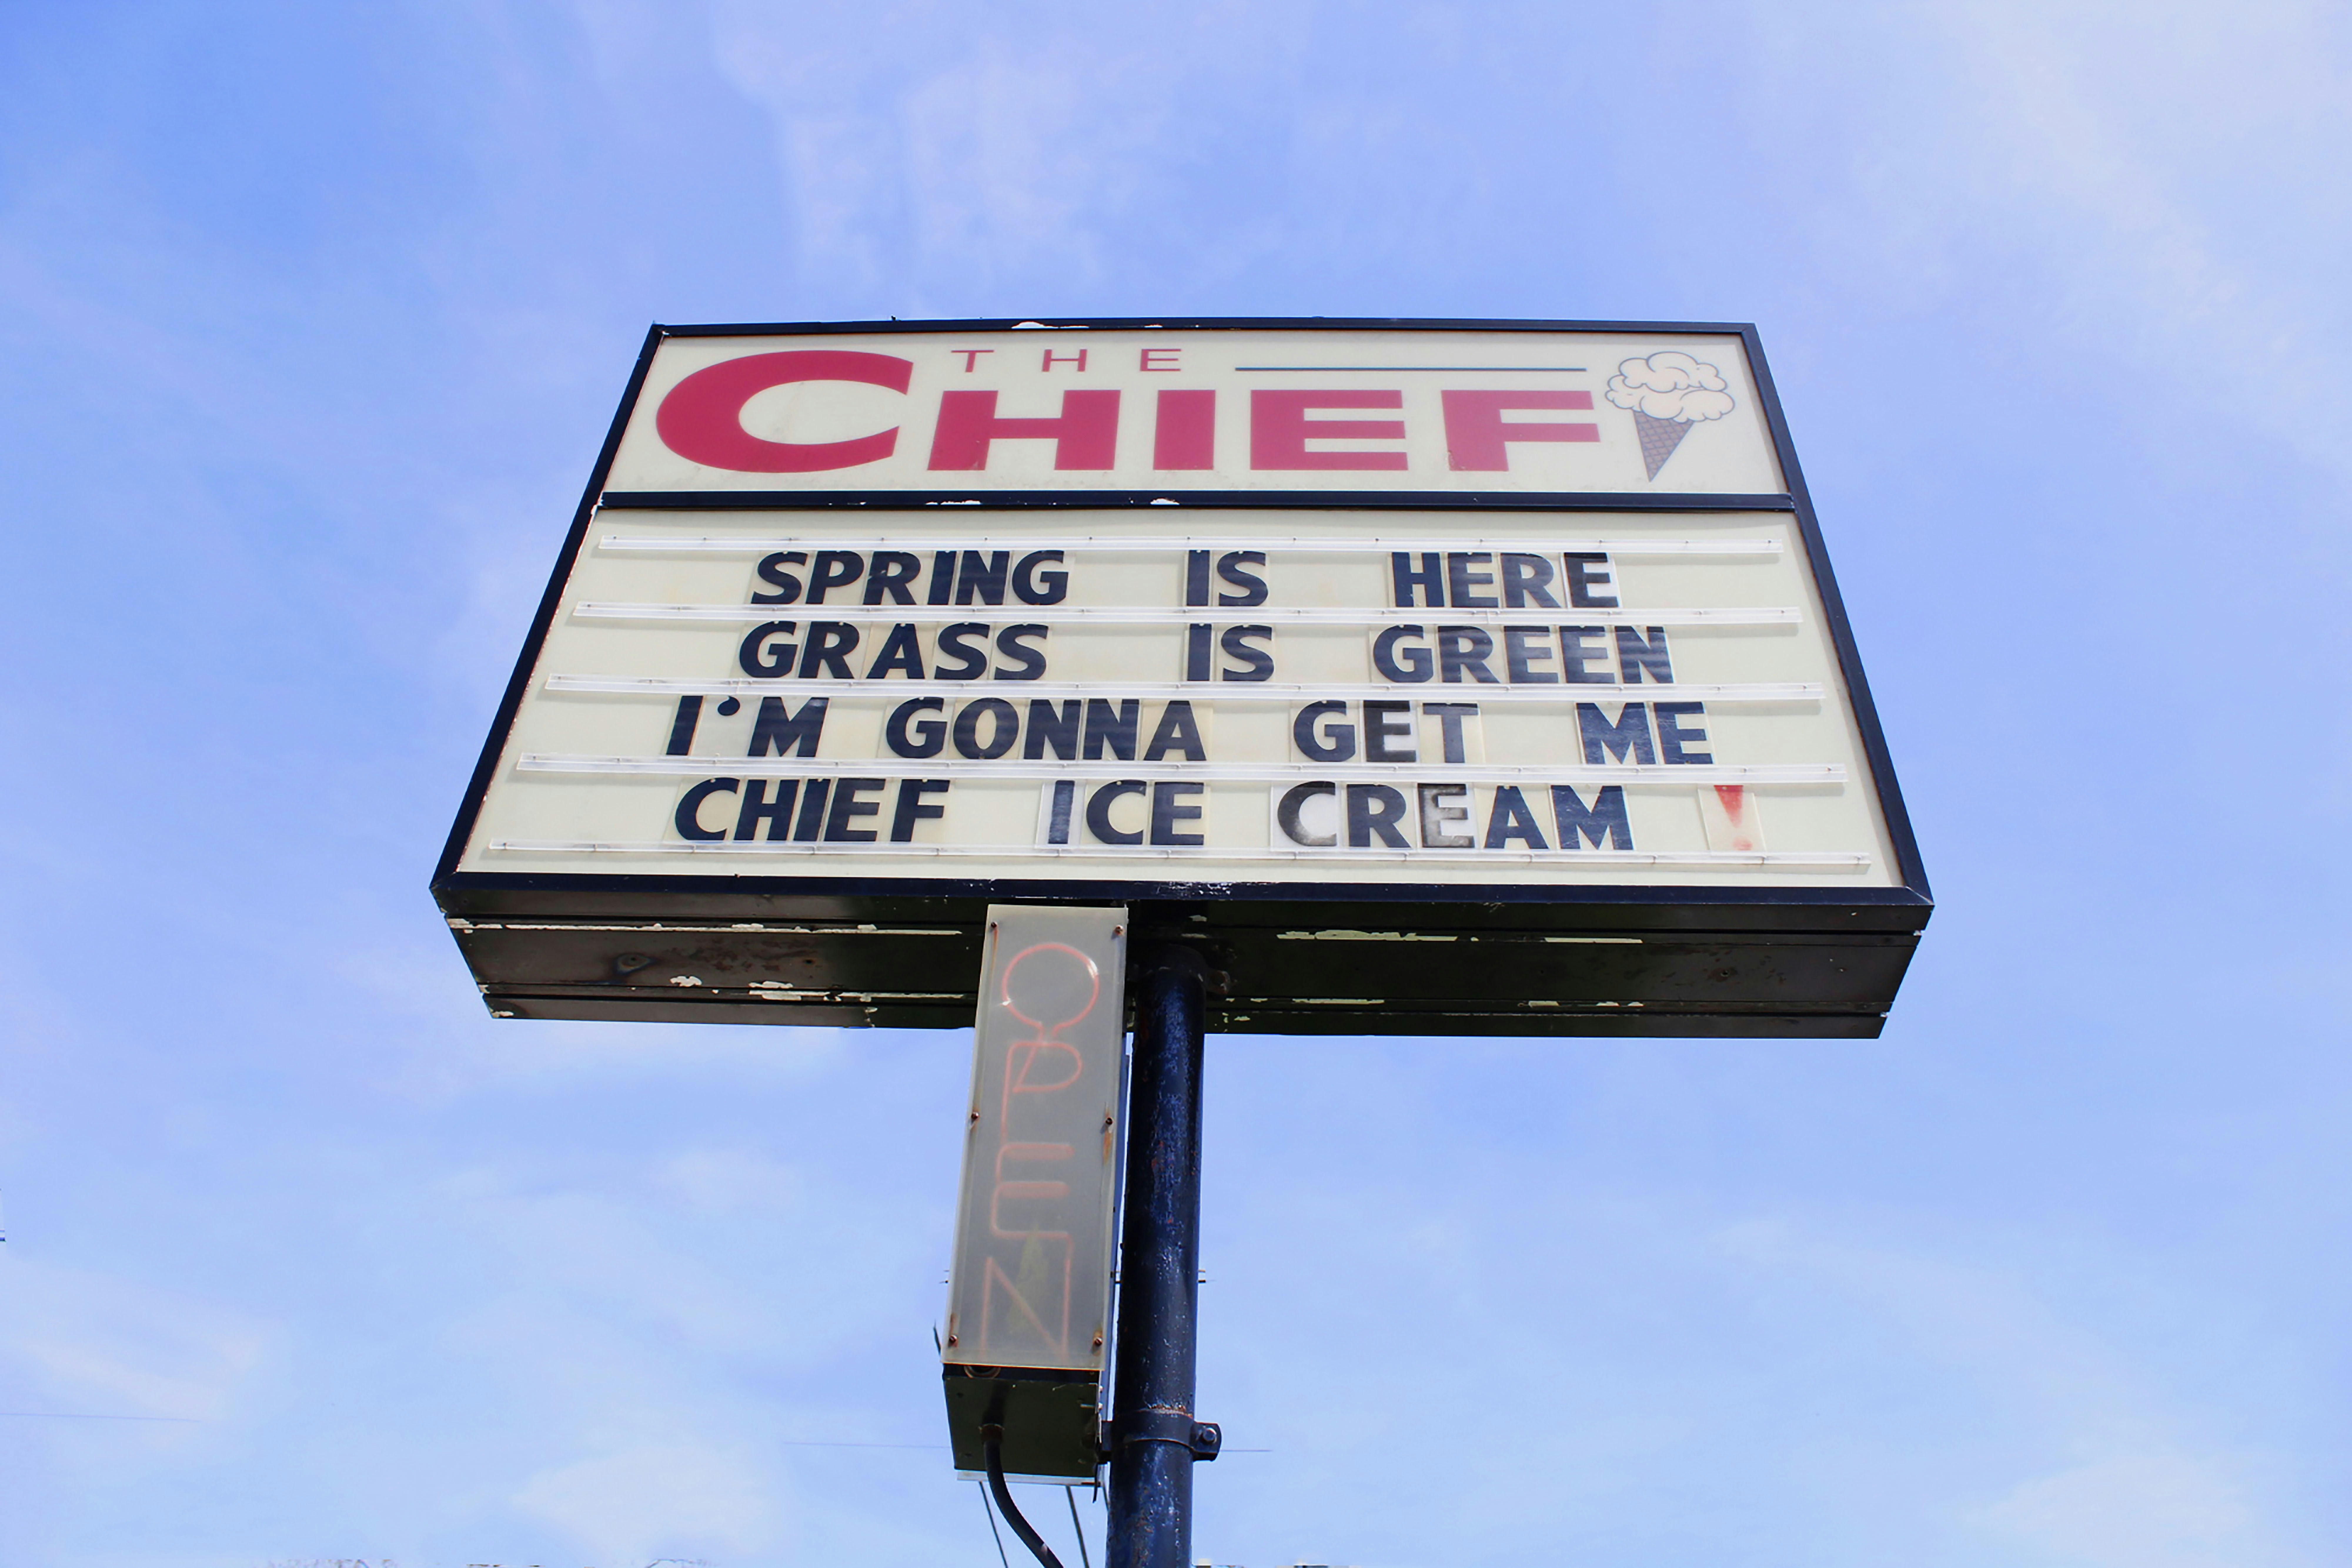 THE
CHIEF
SPRING IS HERE
GRASS IS GREEN
I'M GONNA GET ME
CHIEF ICE CREAM !
OPEN